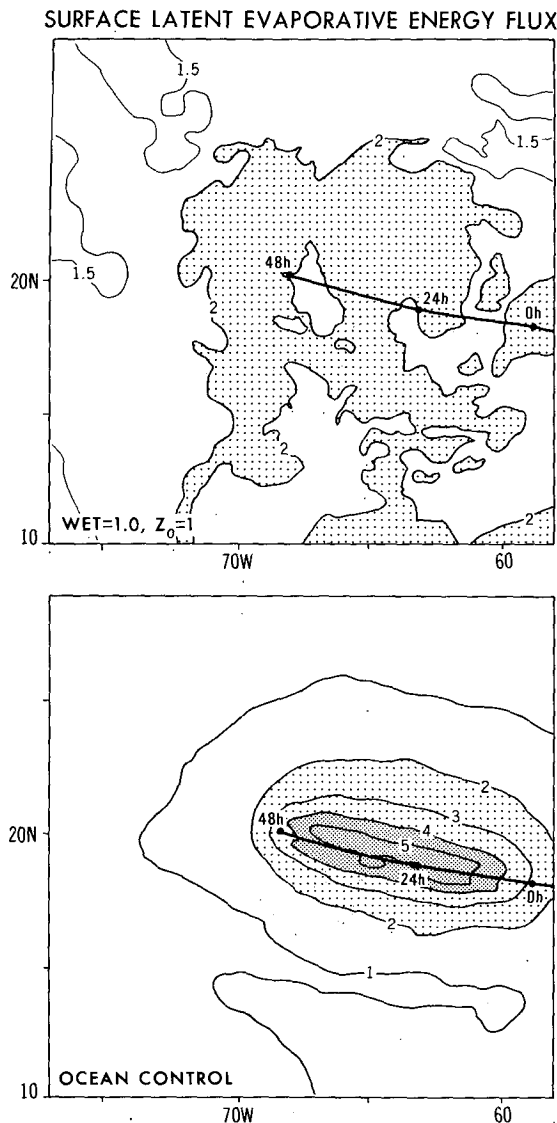 SURFACE LATENT EVAPORATIVE ENERGY FLUX
1.5
1.5
2
1.5
48h
20N
24h
0h
2
2
2
WET=1.0, Z₀=1
10
70W
60
2
3
4
48h
20N
5
24h
0h
2
1
OCEAN CONTROL
10
70W
60